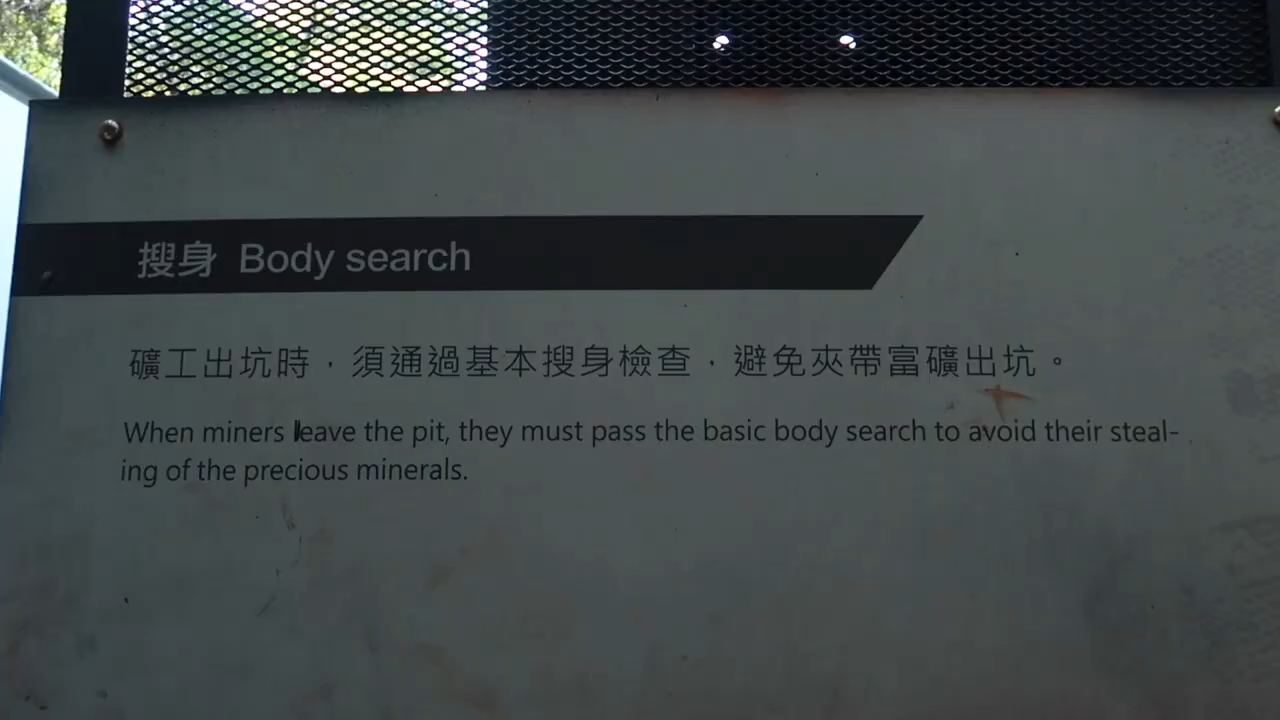 搜身 Body search
礦工出坑時，須通過基本搜身檢查，避免夾帶富礦出坑。
When miners leave the pit, they must pass the basic body search to avoid their steal-
ing of the precious minerals.